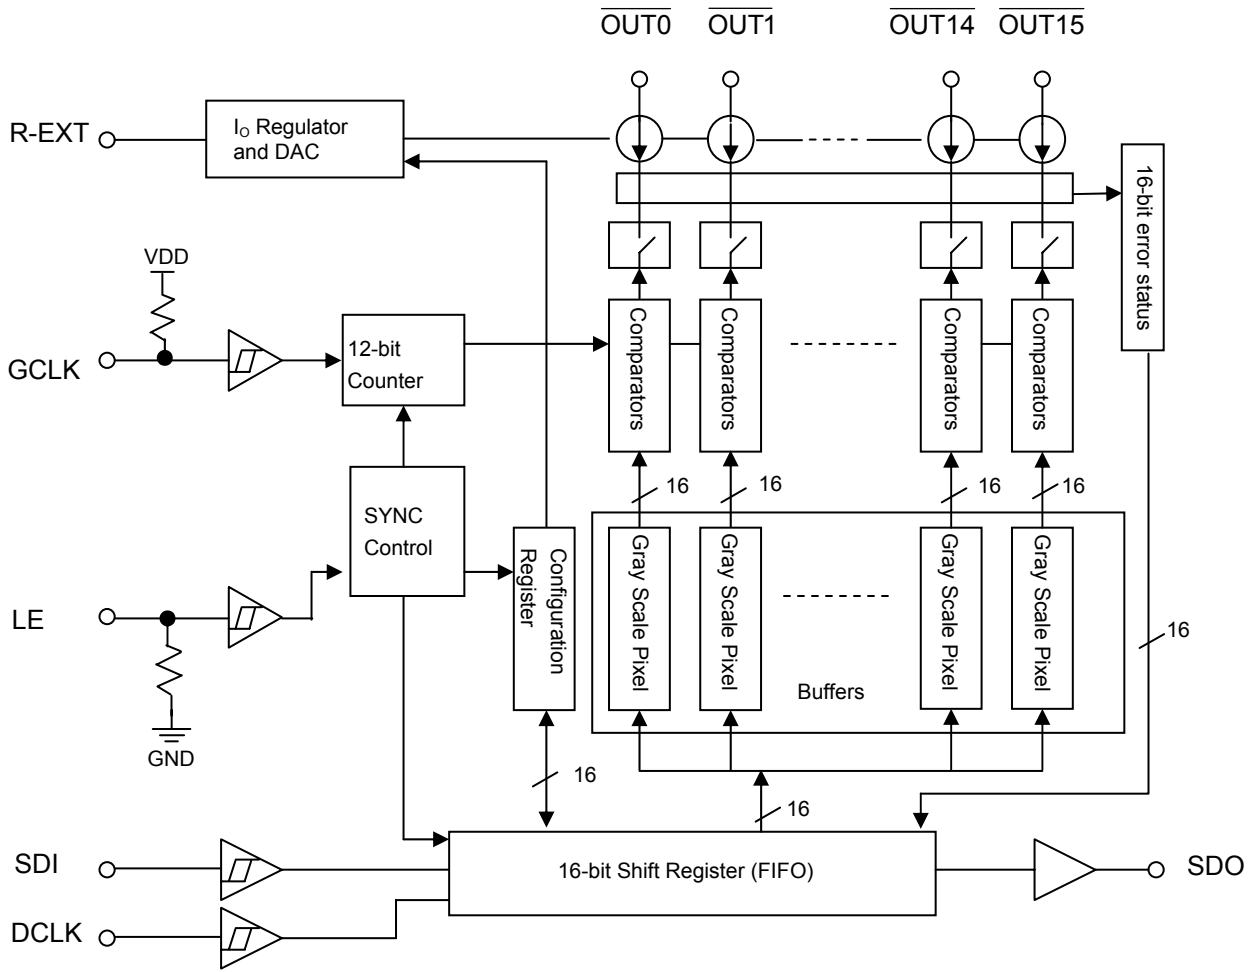 OUT0 OUT1 OUT14 OUT15
R-EXT
IO Regulator
and DAC
16-bit error status
VDD
GCLK
12-bit
Counter
Comparators
Comparators
Comparators
Comparators
16 16 16 16
SYNC
Control
Configuration
Register
Gray Scale Pixel
Gray Scale Pixel
Gray Scale Pixel
Gray Scale Pixel
Buffers
LE
GND
16
16
16
SDI
16-bit Shift Register (FIFO)
SDO
DCLK